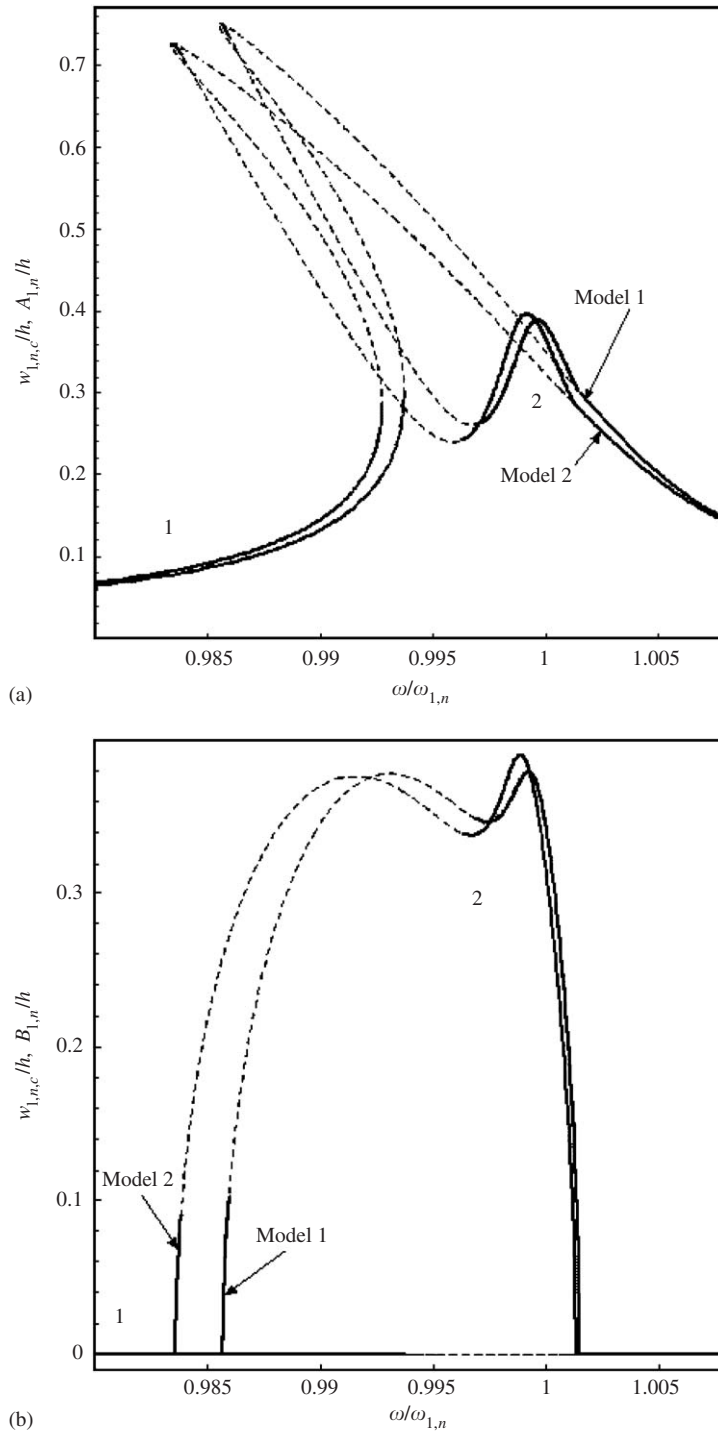 0.7
0.6
0.5
0.4
0.3
0.2
0.1
w1,n,c/h, A1,n/h
Model 1
2
Model 2
1
0.985
0.99
0.995
1
1.005
ω/ω1,n
(a)
0.3
0.2
0.1
0
w1,n,c/h, B1,n/h
2
Model 2
Model 1
1
0.985
0.99
0.995
1
1.005
ω/ω1,n
(b)